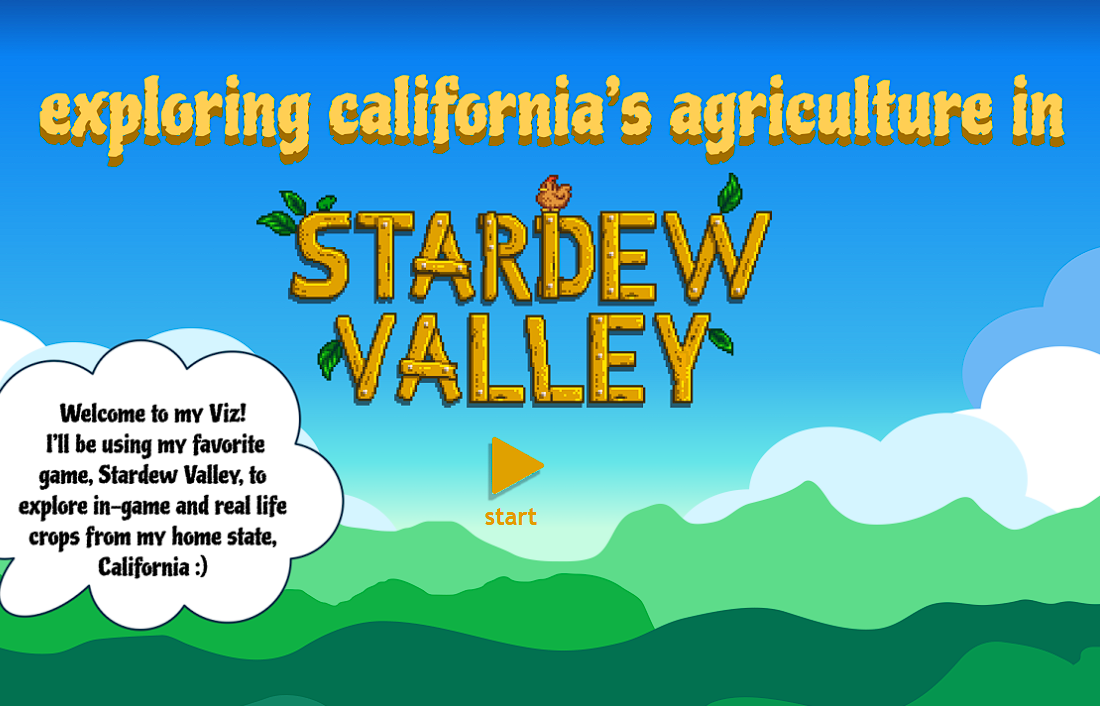 exploring california's agriculture in
STARDEW
VALLEY
start
Welcome to my Viz!
I'll be using my favorite
game, Stardew Valley, to
explore in-game and real life
crops from my home state,
California :)